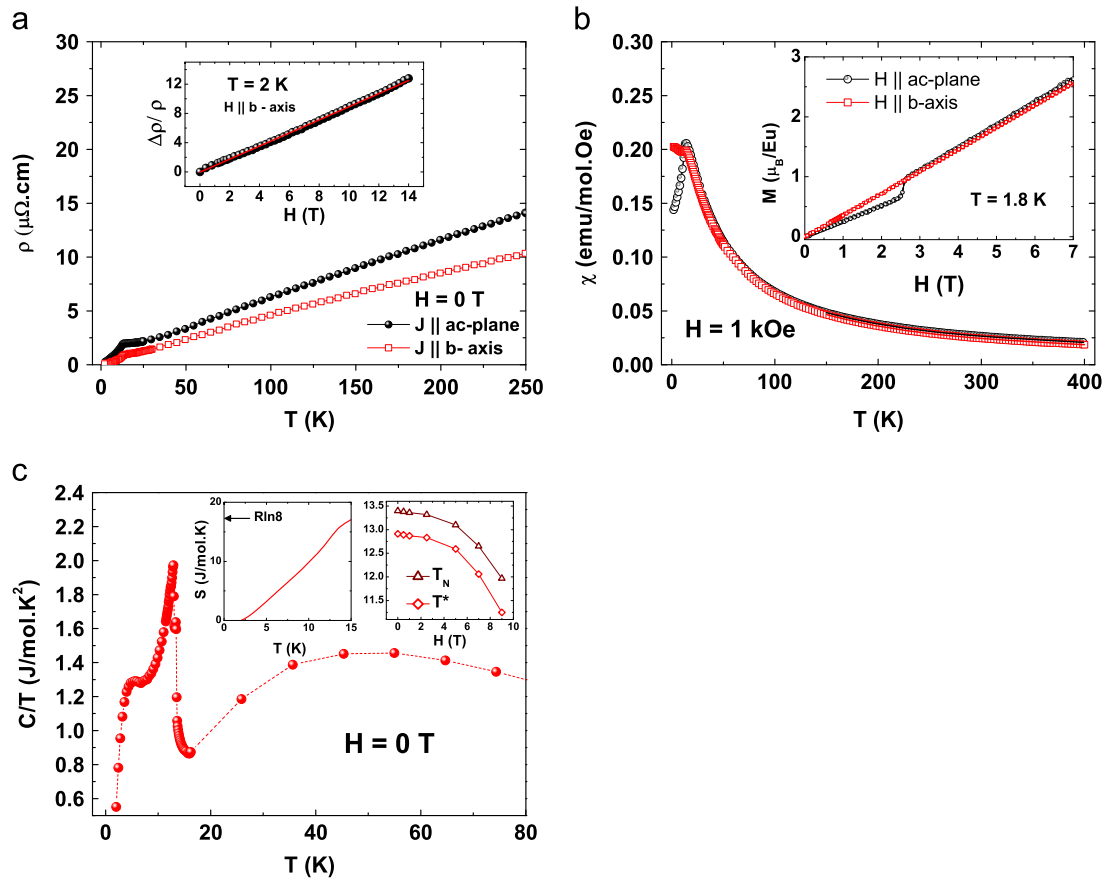 a
30
25
20
15
10
5
0
ρ (μΩ.cm)
0 25 50 75 100 125 150 175 200 225 250
T (K)
12
8
4
0
Δρ/ ρ
T = 2 K
H || b - axis
0 2 4 6 8 10 12 14
H (T)
H = 0 T
J || ac-plane
J || b- axis
b
0.30
0.25
0.20
0.15
0.10
0.05
0.00
χ (emu/mol.Oe)
0 100 200 300 400
T (K)
H = 1 kOe
3
2
1
0
M (μB/Eu)
H || ac-plane
H || b-axis
T = 1.8 K
0 1 2 3 4 5 6 7
H (T)
c
2.4
2.2
2.0
1.8
1.6
1.4
1.2
1.0
0.8
0.6
C/T (J/mol.K²)
0 20 40 60 80
T (K)
H = 0 T
20
10
0
S (J/mol.K)
Rln8
0 5 10 15
T (K)
13.5
13.0
12.5
12.0
11.5
TN
T*
0 2 4 6 8 10
H (T)